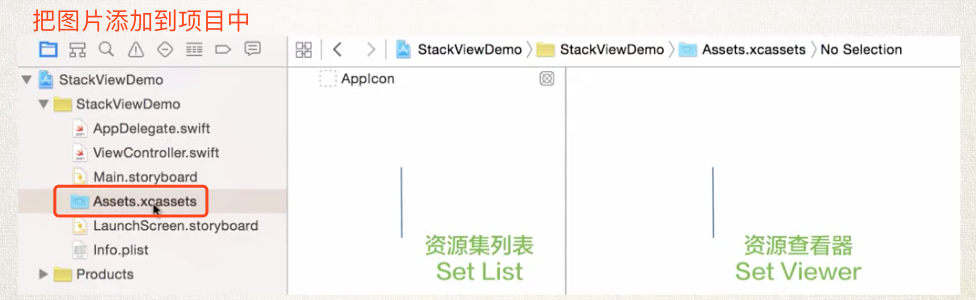 把图片添加到项目中
StackViewDemo 〉 StackViewDemo 〉 Assets.xcassets 〉 No Selection
StackViewDemo
StackViewDemo
AppDelegate.swift
ViewController.swift
Main.storyboard
Assets.xcassets
LaunchScreen.storyboard
Info.plist
Products
AppIcon
资源集列表
Set List
资源查看器
Set Viewer